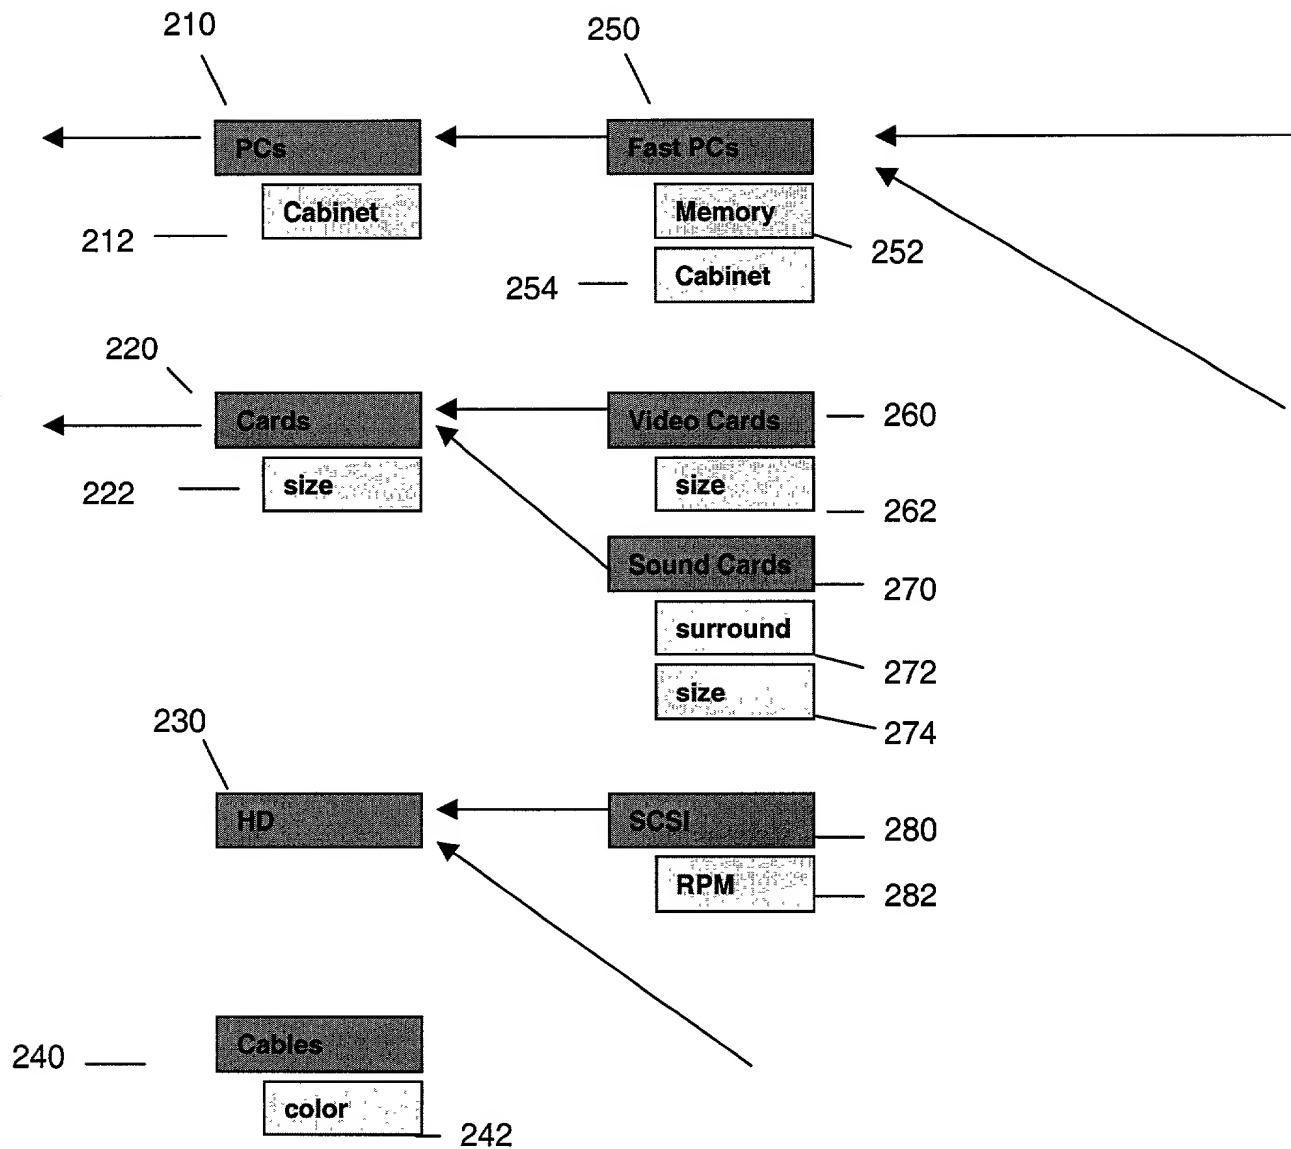 210
250
PCs
Fast PCs
Cabinet
Memory
212
252
254
Cabinet
220
Cards
Video Cards
260
222
size
size
262
Sound Cards
270
surround
272
size
230
274
HD
SCSI
280
RPM
282
240
Cables
color
242